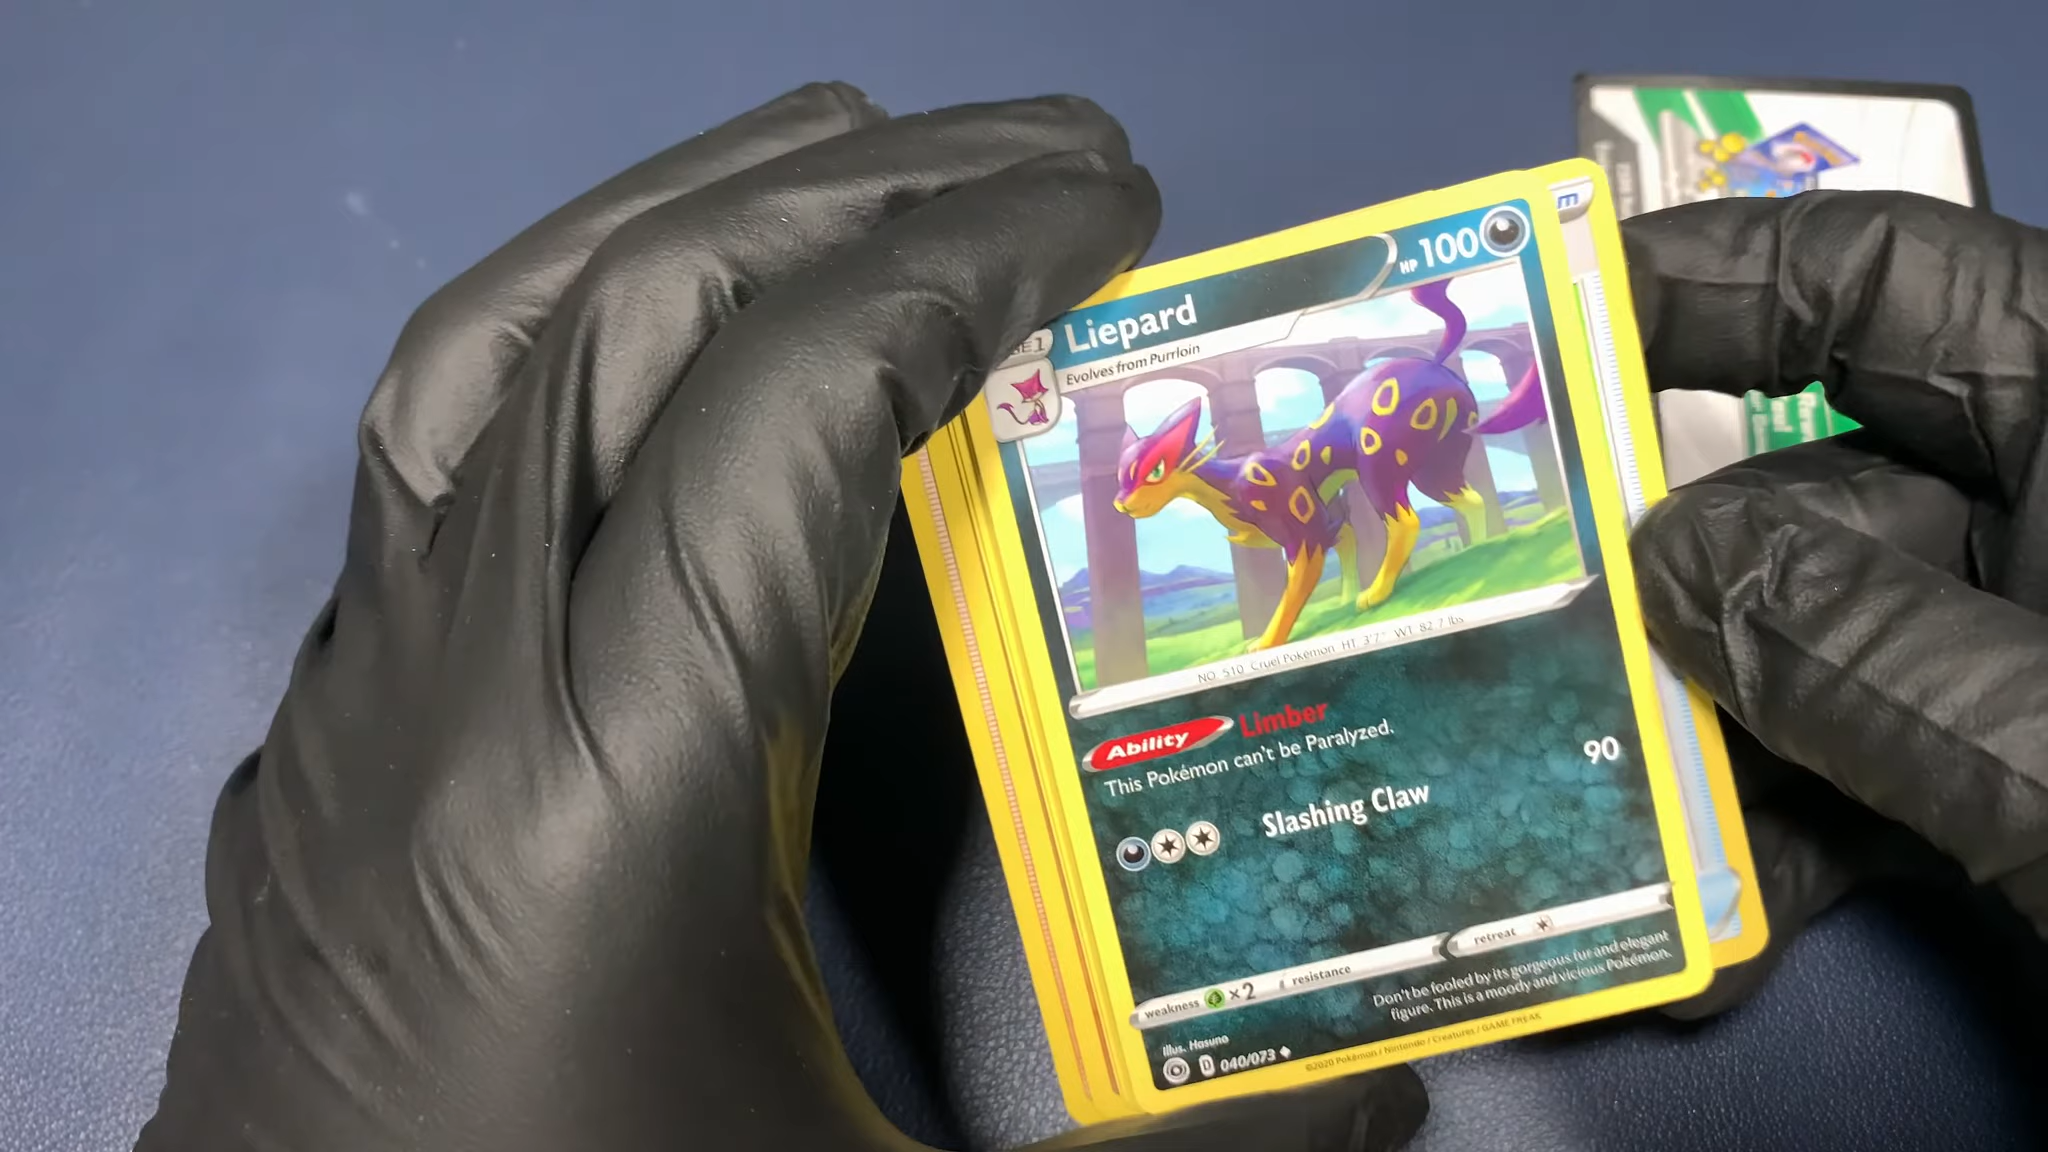 m
HP 100
Liepard
Evolves from Purrloin
NO. 510 Cruel Pokémon HT 3'7" WT 82.7 lbs
Ability Limber
This Pokémon can't be Paralyzed.
Slashing Claw 90
weakness ×2 resistance retreat
Don't be fooled by its gorgeous fur and elegant
figure. This is a moody and vicious Pokémon.
Illus. Hasuno
D 040/073
©2020 Pokémon / Nintendo / Creatures / GAME FREAK